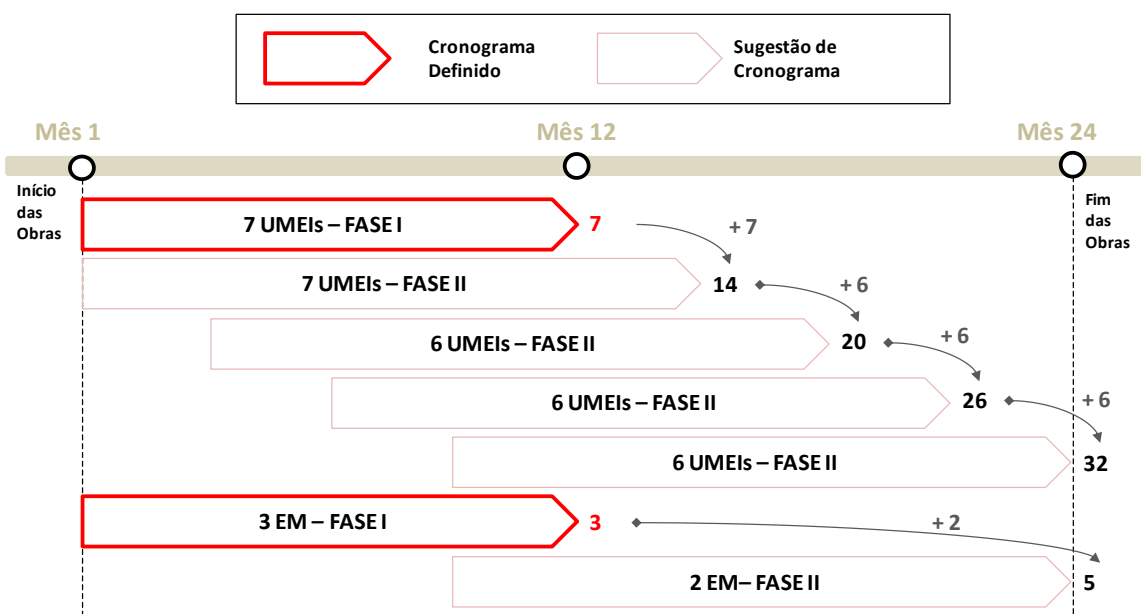 Cronograma
Definido
Sugestão de
Cronograma
Mês 1
Mês 12
Mês 24
Início
das
Obras
Fim
das
Obras
7 UMEIs – FASE I
7
+ 7
7 UMEIs – FASE II
14
+ 6
6 UMEIs – FASE II
20
+ 6
6 UMEIs – FASE II
26
+ 6
6 UMEIs – FASE II
32
3 EM – FASE I
3
+ 2
2 EM– FASE II
5